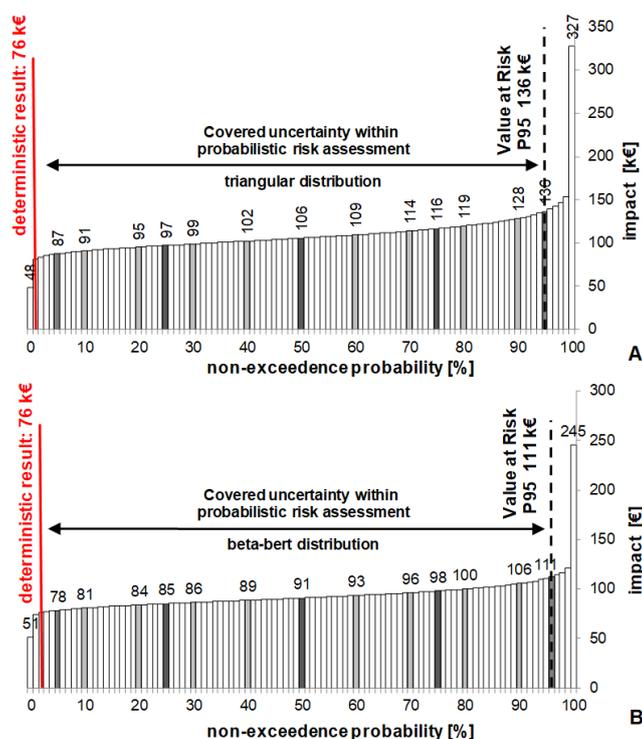 deterministic result: 76 k€
Covered uncertainty within
probabilistic risk assessment
triangular distribution
Value at Risk
P95 136 k€
48
87
91
95
97
99
102
106
109
114
116
119
128
136
327
350
300
250
200
150
100
50
0
impact [k€]
0 10 20 30 40 50 60 70 80 90 100
non-exceedence probability [%]
A
deterministic result: 76 k€
Covered uncertainty within
probabilistic risk assessment
beta-bert distribution
Value at Risk
P95 111 k€
51
78
81
84
85
86
89
91
93
96
98
100
106
111
245
300
250
200
150
100
50
0
impact [€]
0 10 20 30 40 50 60 70 80 90 100
non-exceedence probability [%]
B